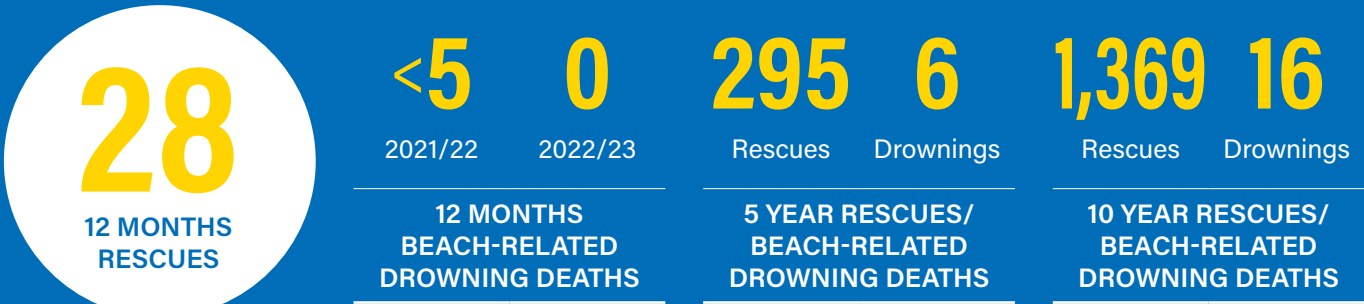 28
12 MONTHS
RESCUES
<5 0
2021/22 2022/23
12 MONTHS
BEACH-RELATED
DROWNING DEATHS
295 6
Rescues Drownings
5 YEAR RESCUES/
BEACH-RELATED
DROWNING DEATHS
1,369 16
Rescues Drownings
10 YEAR RESCUES/
BEACH-RELATED
DROWNING DEATHS